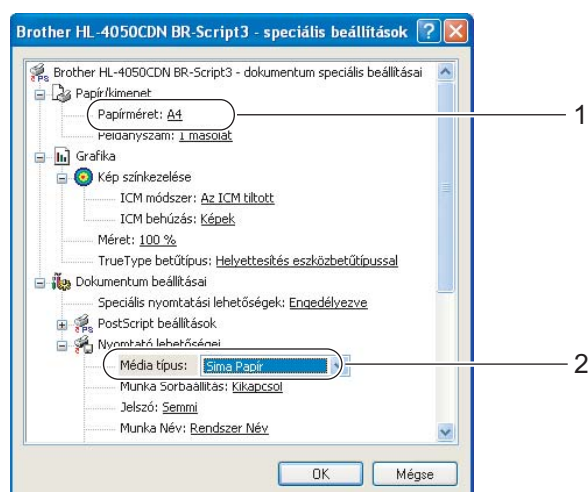 Brother HL-4050CDN BR-Script3 - speciális beállítások
Brother HL-4050CDN BR-Script3 - dokumentum speciális beállításai
Papír/kimenet
Papírméret: A4
1
Példányszám: 1 másolat
Grafika
Kép színkezelése
ICM módszer: Az ICM tiltott
ICM behúzás: Képek
Méret: 100 %
TrueType betűtípus: Helyettesítés eszközbetűtípussal
Dokumentum beállításai
Speciális nyomtatási lehetőségek: Engedélyezve
PostScript beállítások
Nyomtató lehetőségei
Média típus: Sima Papír
2
Munka Sorbaállítás: Kikapcsol
Jelszó: Semmi
Munka Név: Rendszer Név
OK Mégse